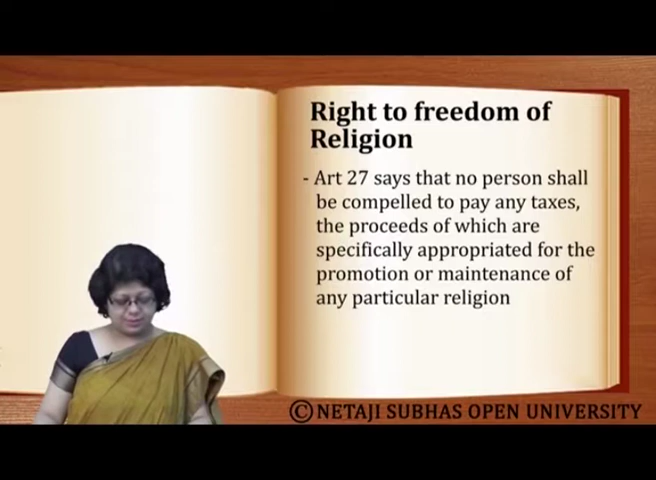 Right to freedom of
Religion
- Art 27 says that no person shall
be compelled to pay any taxes,
the proceeds of which are
specifically appropriated for the
promotion or maintenance of
any particular religion
© NETAJI SUBHAS OPEN UNIVERSITY